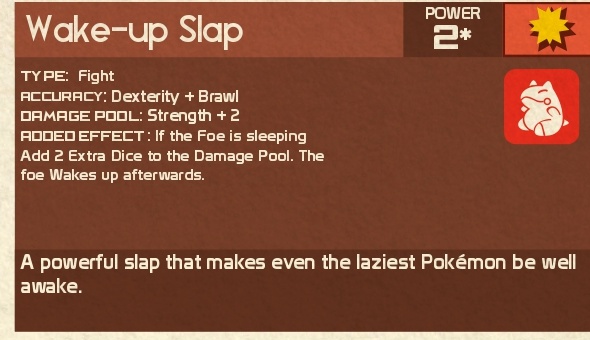 Wake-up Slap
POWER
2*
TYPE: Fight
ACCURACY: Dexterity + Brawl
DAMAGE POOL: Strength + 2
ADDED EFFECT: If the Foe is sleeping
Add 2 Extra Dice to the Damage Pool. The
foe Wakes up afterwards.
A powerful slap that makes even the laziest Pokémon be well
awake.